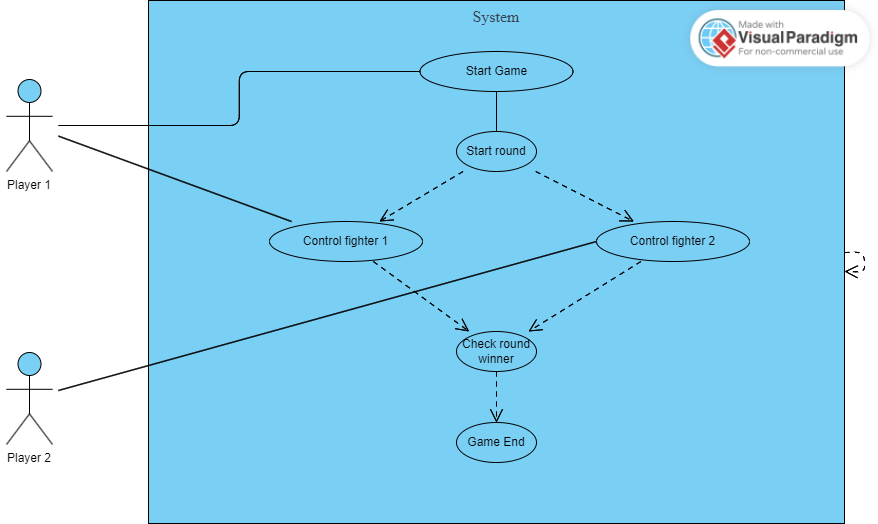 System
Made with
Visual Paradigm
For non-commercial use
Start Game
Player 1
Start round
Control fighter 1
Control fighter 2
Check round
winner
Game End
Player 2